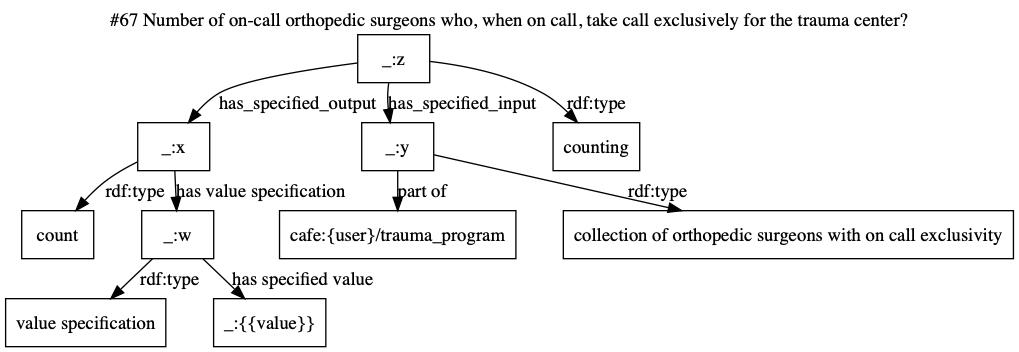 #67 Number of on-call orthopedic surgeons who, when on call, take call exclusively for the trauma center?
_:z
has_specified_output
has_specified_input
rdf:type
_:x
_:y
counting
rdf:type
has value specification
part of
rdf:type
count
_:w
cafe:{user}/trauma_program
collection of orthopedic surgeons with on call exclusivity
rdf:type
has specified value
value specification
_:{{value}}